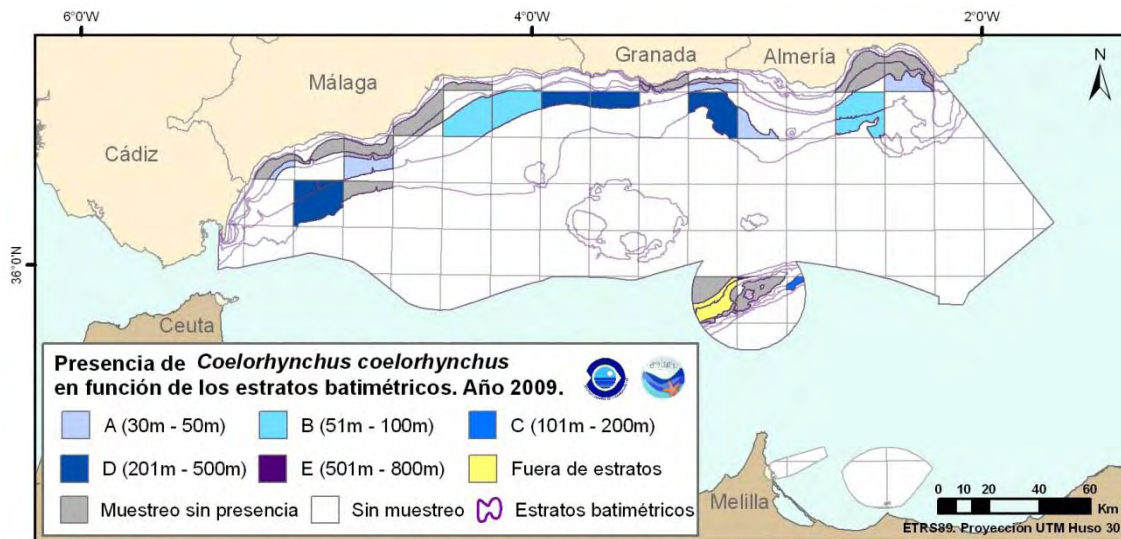 6°0'W 4°0'W 2°0'W
Granada Almería
N
Málaga
Cádiz
36°0'N
Ceuta
Presencia de Coelorhynchus coelorhynchus
en función de los estratos batimétricos. Año 2009.
A (30m - 50m) B (51m - 100m) C (101m - 200m)
D (201m - 500m) E (501m - 800m) Fuera de estratos
Muestreo sin presencia Sin muestreo Estratos batimétricos
Melilla
0 10 20 40 60
Km
ETRS89. Proyección UTM Huso 30